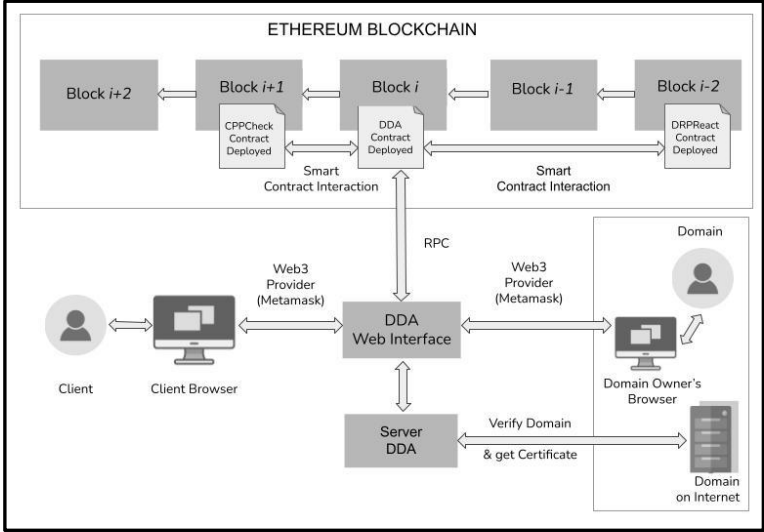 ETHEREUM BLOCKCHAIN
Block i+2
Block i+1
Block i
Block i-1
Block i-2
CPPCheck
Contract
Deployed
DDA
Contract
Deployed
DRPReact
Contract
Deployed
Smart
Contract Interaction
Smart
Contract Interaction
RPC
Domain
Web3
Provider
(Metamask)
Web3
Provider
(Metamask)
DDA
Web Interface
Client
Client Browser
Domain Owner's
Browser
Server
DDA
Verify Domain
& get Certificate
Domain
on Internet